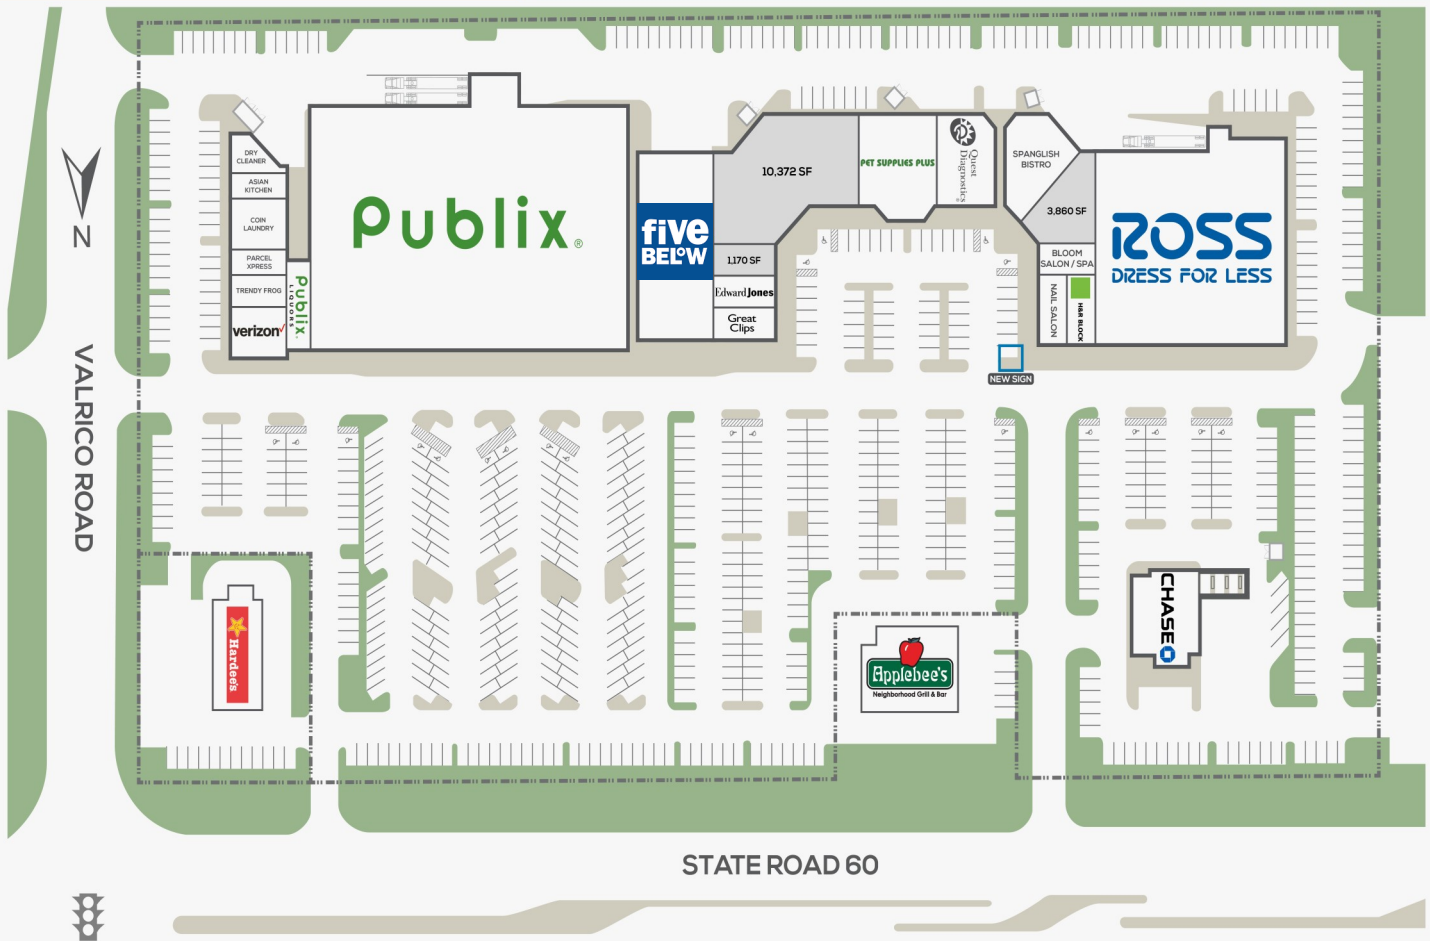 N
VALRICO ROAD
DRY
CLEANER
ASIAN
KITCHEN
COIN
LAUNDRY
PARCEL
XPRESS
TRENDY FROG
verizon✓
Publix®
LIQUORS
Publix®
five
BELOW
10,372 SF
1,170 SF
Edward Jones
Great
Clips
PET SUPPLIES PLUS
Quest
Diagnostics®
SPANGLISH
BISTRO
3,860 SF
BLOOM
SALON / SPA
NAIL SALON
H&R BLOCK
ROSS
DRESS FOR LESS
NEW SIGN
Hardee's
Applebee's
Neighborhood Grill & Bar
CHASE
STATE ROAD 60